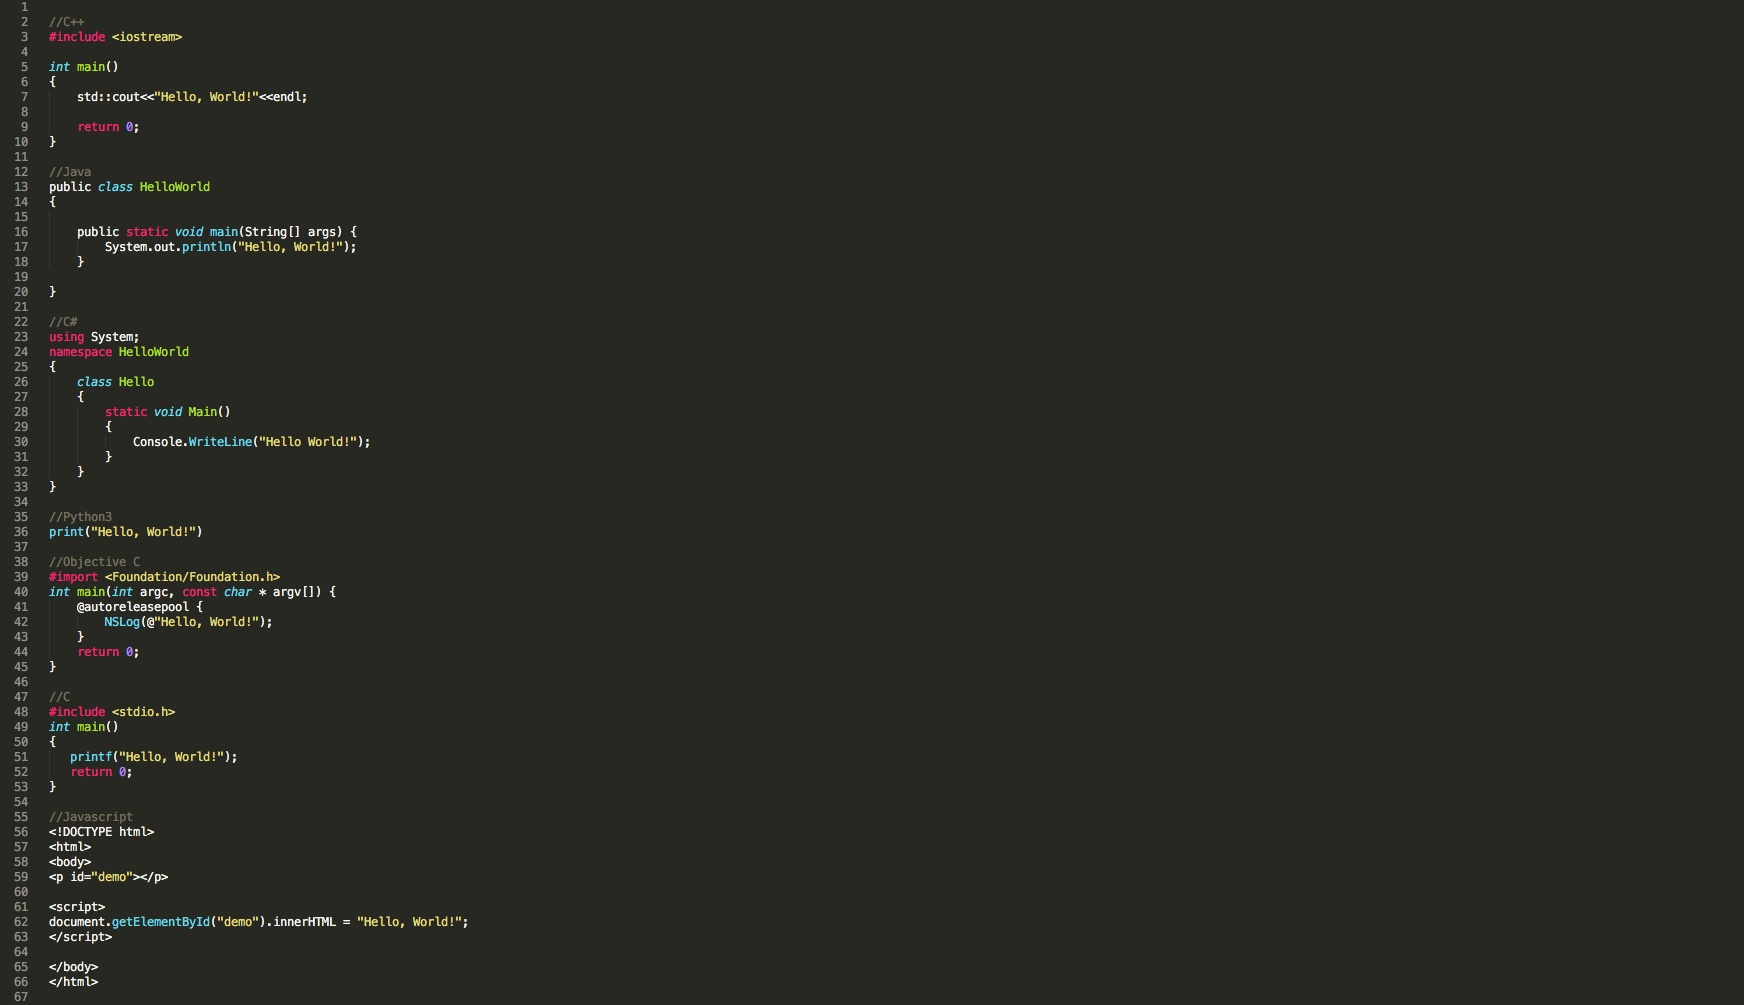 1
2 //C++
3 #include <iostream>
4
5 int main()
6 {
7     std::cout<<"Hello, World!"<<endl;
8
9     return 0;
10 }
11
12 //Java
13 public class HelloWorld
14 {
15
16     public static void main(String[] args) {
17         System.out.println("Hello, World!");
18     }
19
20 }
21
22 //C#
23 using System;
24 namespace HelloWorld
25 {
26     class Hello
27     {
28         static void Main()
29         {
30             Console.WriteLine("Hello World!");
31         }
32     }
33 }
34
35 //Python3
36 print("Hello, World!")
37
38 //Objective C
39 #import <Foundation/Foundation.h>
40 int main(int argc, const char * argv[]) {
41     @autoreleasepool {
42         NSLog(@"Hello, World!");
43     }
44     return 0;
45 }
46
47 //C
48 #include <stdio.h>
49 int main()
50 {
51    printf("Hello, World!");
52    return 0;
53 }
54
55 //Javascript
56 <!DOCTYPE html>
57 <html>
58 <body>
59 <p id="demo"></p>
60
61 <script>
62 document.getElementById("demo").innerHTML = "Hello, World!";
63 </script>
64
65 </body>
66 </html>
67